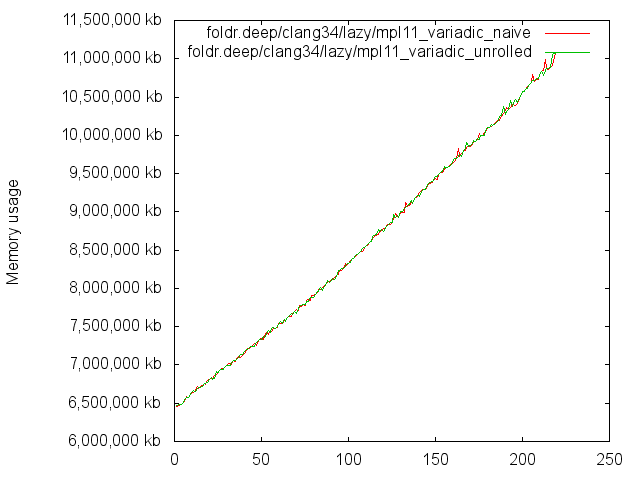 11,500,000 kb
foldr.deep/clang34/lazy/mpl11_variadic_naive
foldr.deep/clang34/lazy/mpl11_variadic_unrolled
11,000,000 kb
10,500,000 kb
10,000,000 kb
9,500,000 kb
9,000,000 kb
8,500,000 kb
8,000,000 kb
7,500,000 kb
7,000,000 kb
6,500,000 kb
6,000,000 kb
Memory usage
0 50 100 150 200 250